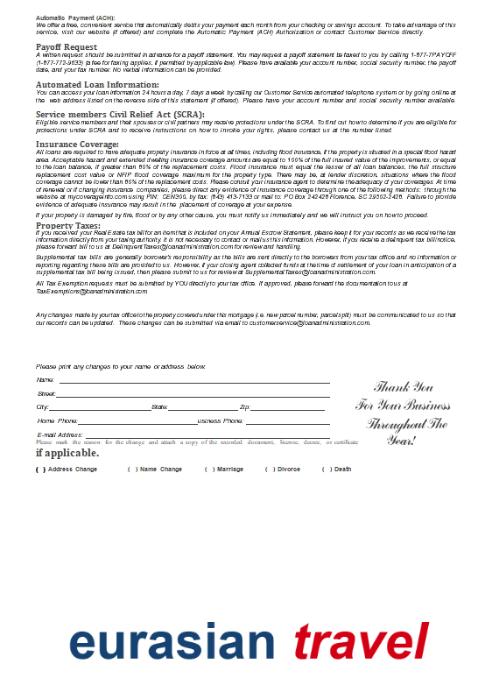 Automatic Payment (ACH):
We offer a free, convenient service that automatically debits your payment each month from your checking or savings account. To take advantage of this
service, visit our website (if offered) and complete the Automatic Payment (ACH) Authorization or contact Customer Service directly.
Payoff Request
A written request should be submitted in advance for a payoff statement. You may request a payoff statement be faxed to you by calling 1-877-7PAYOFF
(1-877-772-9633) (a fee for faxing applies, if permitted by applicable law). Please have available your account number, social security number, the payoff
date, and your fax number. No verbal information can be provided.
Automated Loan Information:
You can access your loan information 24 hours a day, 7 days a week by calling our Customer Service automated telephone system or by going online at
the web address listed on the reverse side of this statement (if offered). Please have your account number and social security number available.
Service members Civil Relief Act (SCRA):
Eligible service members and their spouses or civil partners may receive protections under the SCRA. To find out how to determine if you are eligible for
protections under SCRA and to receive instructions on how to invoke your rights, please contact us at the number listed
Insurance Coverage:
All loans are required to have adequate property insurance in force at all times, including flood insurance, if the property is situated in a special flood hazard
area. Acceptable hazard and extended dwelling insurance coverage amounts are equal to 100% of the full insured value of the improvements, or equal
to the loan balance, if greater than 80% of the replacement costs. Flood insurance must equal the lesser of all loan balances, the full structure
replacement cost value or NFIP flood coverage maximum for the property type. There may be, at lender discretion, situations where the flood
coverage cannot be lower than 80% of the replacement costs. Please consult your insurance agent to determine the adequacy of your coverages. At time
of renewal or if changing insurance companies, please direct any evidence of insurance coverage through one of the following methods: through the
website at mycoverageinfo.com using PIN: by fax: (843) 413-7133 or mail to: PO Box 242426 Florence, SC Failure to provide
evidence of adequate insurance may result in the placement of coverage at your expense.
If your property is damaged by fire, flood or by any other cause, you must notify us immediately and we will instruct you on how to proceed.
Property Taxes:
If you received your Real Estate tax bill for an item that is included on your Annual Escrow Statement, please keep it for your records as we receive the tax
information directly from your taxing authority. It is not necessary to contact or mail us this information. However, if you receive a delinquent tax bill/notice,
please forward bill to us at DelinquentTaxes@loanadministration.com for review and handling.
Supplemental tax bills are generally borrower's responsibility as the bills are sent directly to the borrowers from your tax office and no information or
reporting regarding these bills are provided to us. However, if your closing agent collected funds at the time of settlement of your loan in anticipation of a
supplemental tax bill being issued, then please submit to us for review at SupplementalTaxes@loanadministration.com.
All Tax Exemption requests must be submitted by YOU directly to your tax office. If approved, please forward the documentation to us at
TaxExemptions@loanadministration.com
Any changes made by your tax office to the property covered under this mortgage (i.e. new parcel number, parcel split) must be communicated to us so that
our records can be updated. These changes can be submitted via email to customerservice@loanadministration.com.
Please print any changes to your name or address below.
Name:
Street:
City: State: Zip:
Home Phone: usiness Phone:
E-mail Address:
Please mark the reason for the change and attach a copy of the recorded document, license, decree, or certificate
if applicable.
( ) Address Change ( ) Name Change ( ) Marriage ( ) Divorce ( ) Death
Thank You
For Your Business
Throughout The
Year!
eurasian travel